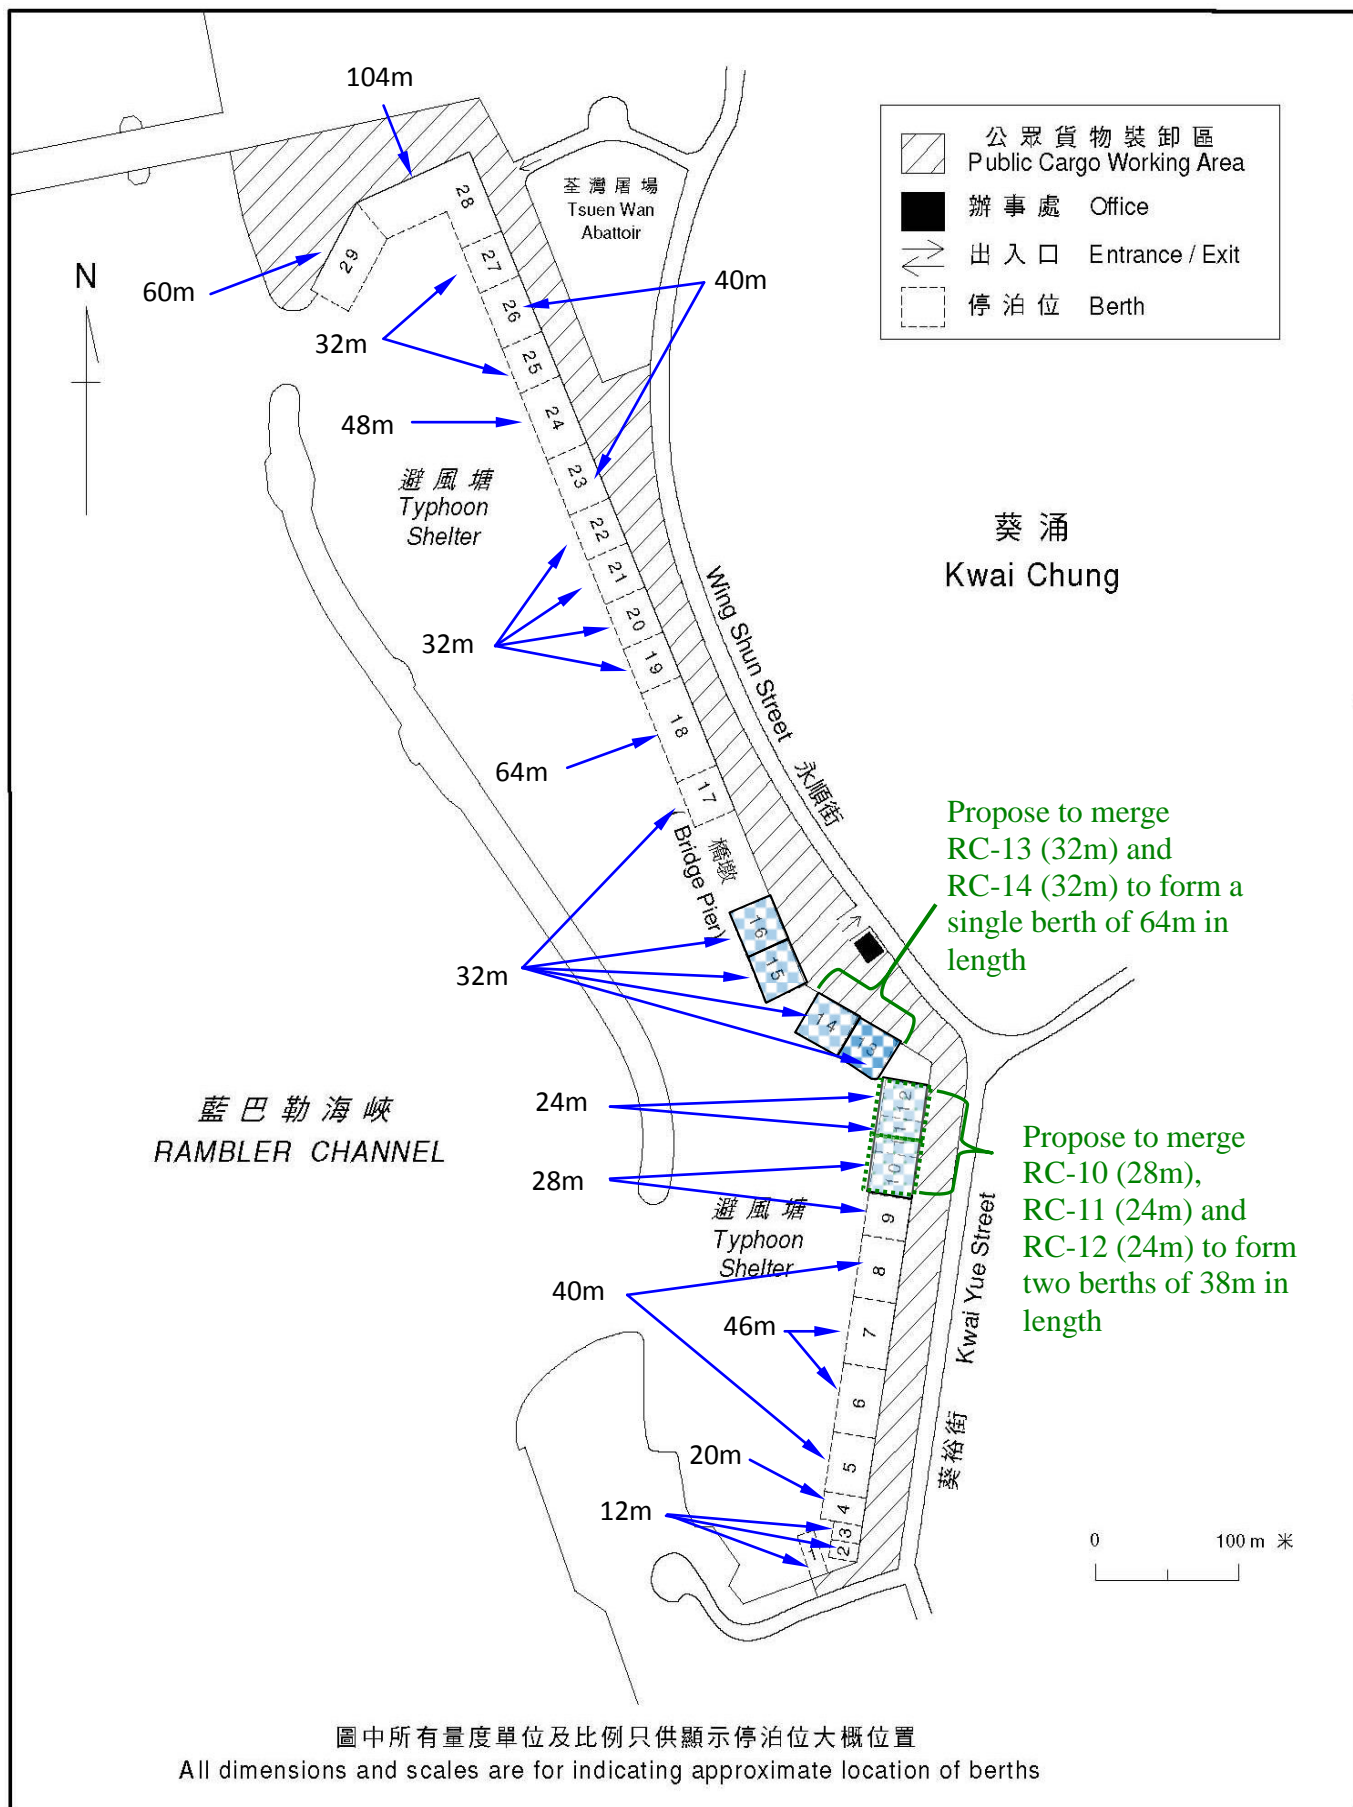 104m
公眾貨物裝卸區
Public Cargo Working Area
辦事處 Office
出入口 Entrance / Exit
停泊位 Berth
荃灣屠場
Tsuen Wan
Abattoir
N
60m
32m
40m
48m
避風塘
Typhoon
Shelter
葵涌
Kwai Chung
32m
64m
Wing Shun Street
永順街
29
28
27
26
25
24
23
22
21
20
19
18
17
橋墩
( Bridge Pier)
16
15
14
13
12
11
10
9
8
7
6
5
4
3
2
1
Propose to merge
RC-13 (32m) and
RC-14 (32m) to form a
single berth of 64m in
length
32m
藍巴勒海峽
RAMBLER CHANNEL
24m
28m
避風塘
Typhoon
Shelter
Propose to merge
RC-10 (28m),
RC-11 (24m) and
RC-12 (24m) to form
two berths of 38m in
length
Kwai Yue Street
葵裕街
40m
46m
20m
12m
0 100 m 米
圖中所有量度單位及比例只供顯示停泊位大概位置
All dimensions and scales are for indicating approximate location of berths